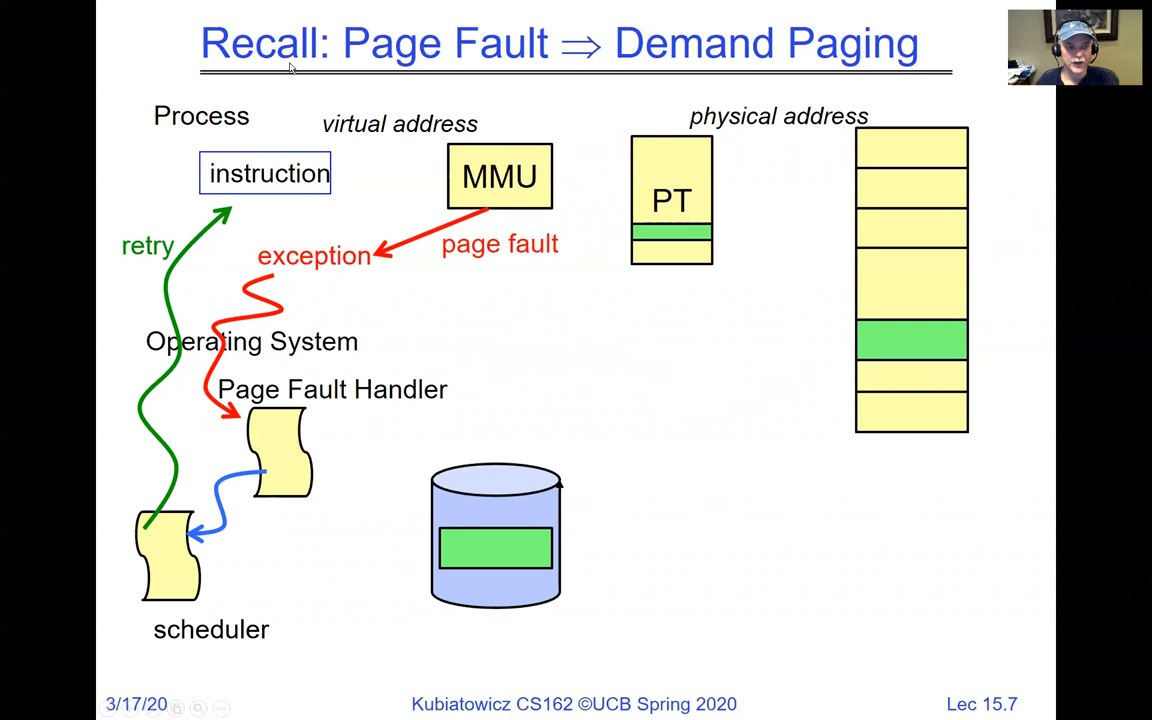 Recall: Page Fault ⇒ Demand Paging
Process
virtual address
physical address
instruction
MMU
PT
retry
exception
page fault
Operating System
Page Fault Handler
scheduler
3/17/20
Kubiatowicz CS162 ©UCB Spring 2020
Lec 15.7